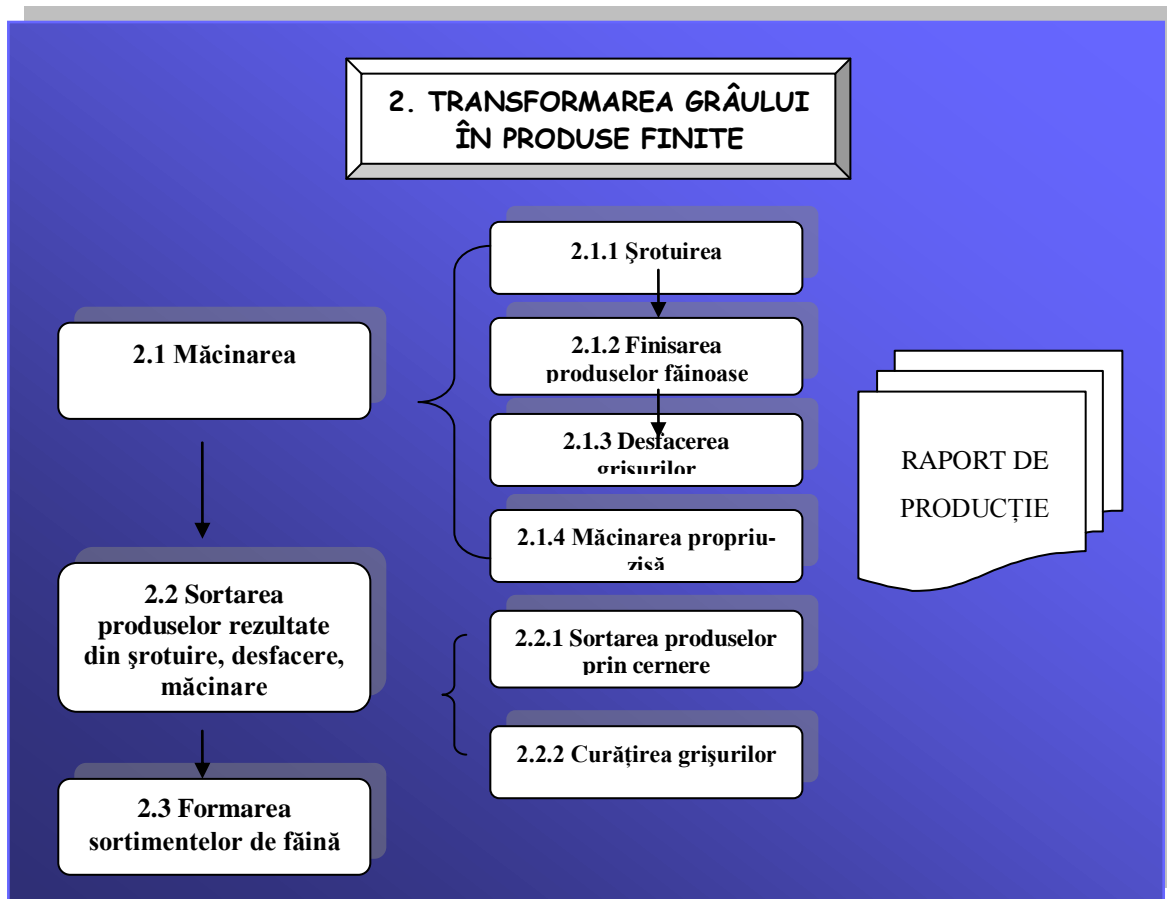 2. TRANSFORMAREA GRÂULUI
ÎN PRODUSE FINITE
2.1.1 Şrotuirea
2.1 Măcinarea
2.1.2 Finisarea
produselor făinoase
2.1.3 Desfacerea
grişurilor
2.1.4 Măcinarea propriu-
zisă
RAPORT DE
PRODUCȚIE
2.2 Sortarea
produselor rezultate
din şrotuire, desfacere,
măcinare
2.2.1 Sortarea produselor
prin cernere
2.2.2 Curățirea grişurilor
2.3 Formarea
sortimentelor de făină